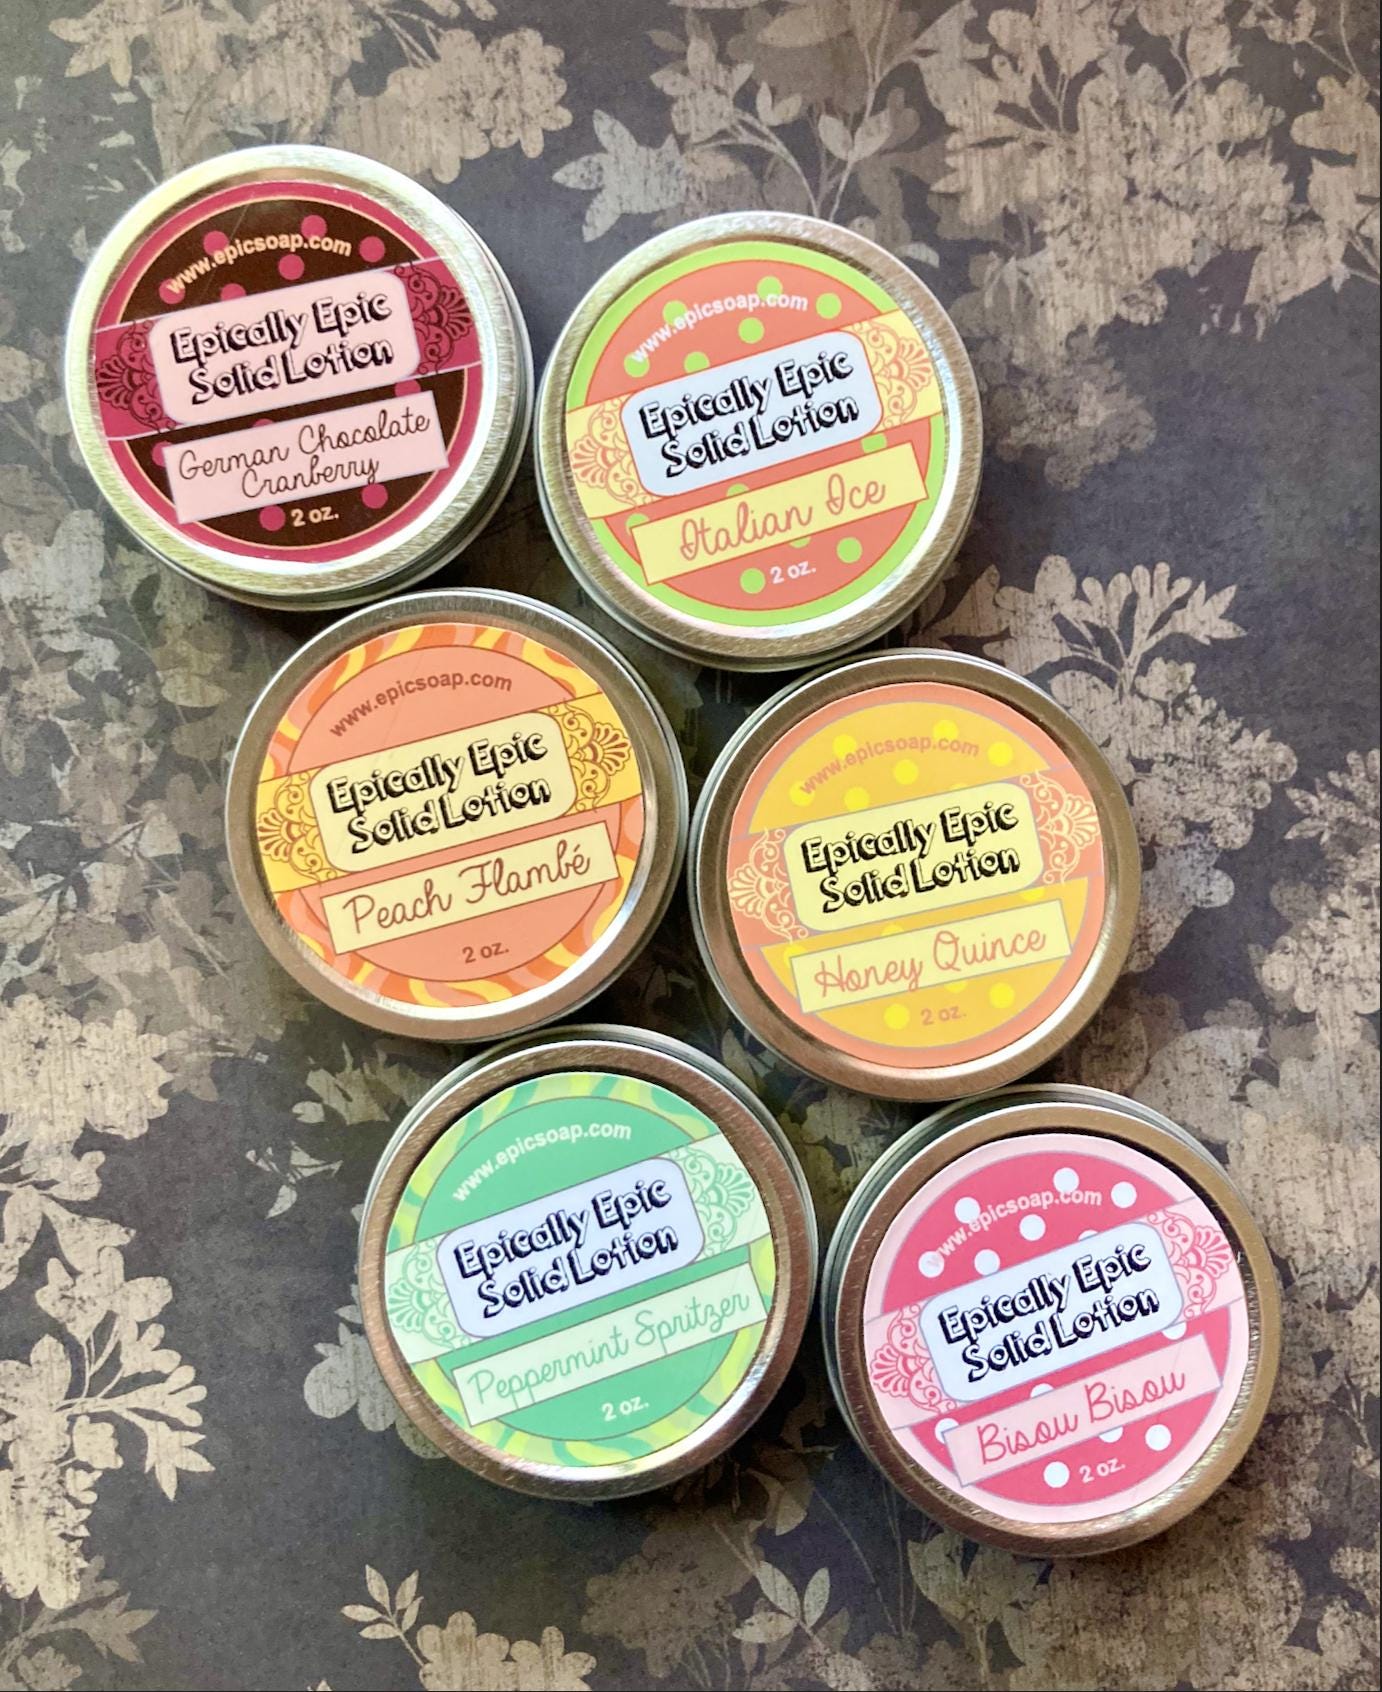 www.epicsoap.com
Epically Epic
Solid Lotion
German Chocolate
Cranberry
2 oz.
www.epicsoap.com
Epically Epic
Solid Lotion
Italian Ice
2 oz.
www.epicsoap.com
Epically Epic
Solid Lotion
Peach Flambé
2 oz.
www.epicsoap.com
Epically Epic
Solid Lotion
Honey Quince
2 oz.
www.epicsoap.com
Epically Epic
Solid Lotion
Peppermint Spritzer
2 oz.
www.epicsoap.com
Epically Epic
Solid Lotion
Bisou Bisou
2 oz.